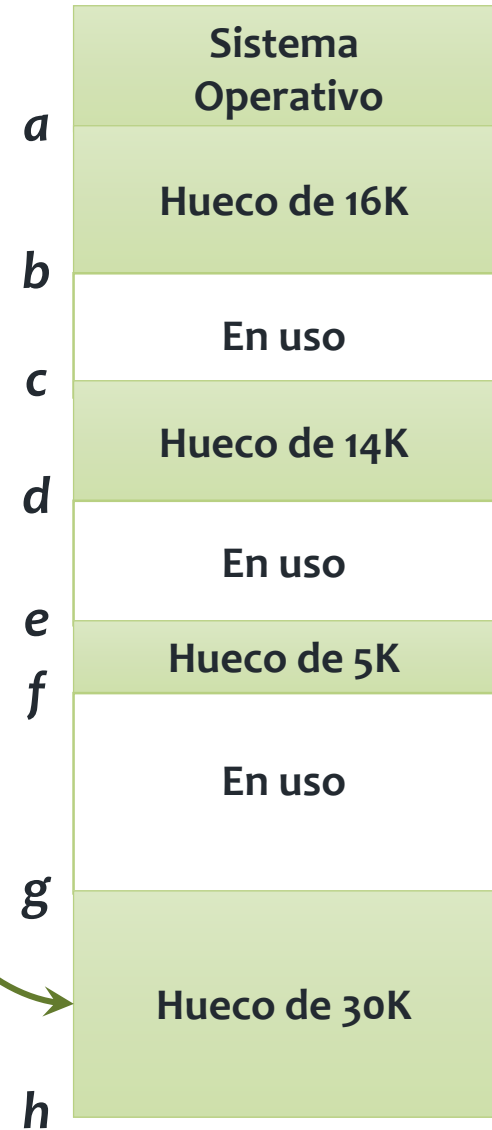 Sistema
Operativo
a
Hueco de 16K
b
En uso
c
Hueco de 14K
d
En uso
e
Hueco de 5K
f
En uso
g
Hueco de 30K
h